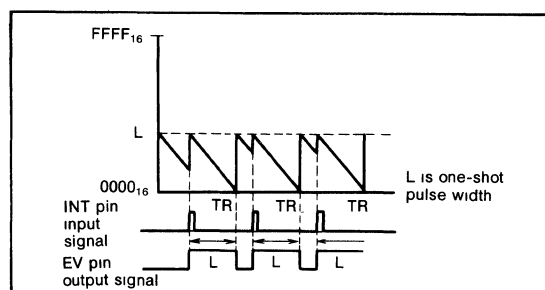 FFFF₁₆
L
0000₁₆
L is one-shot
pulse width
TR TR TR
INT pin
input
signal
EV pin
output signal
L L L